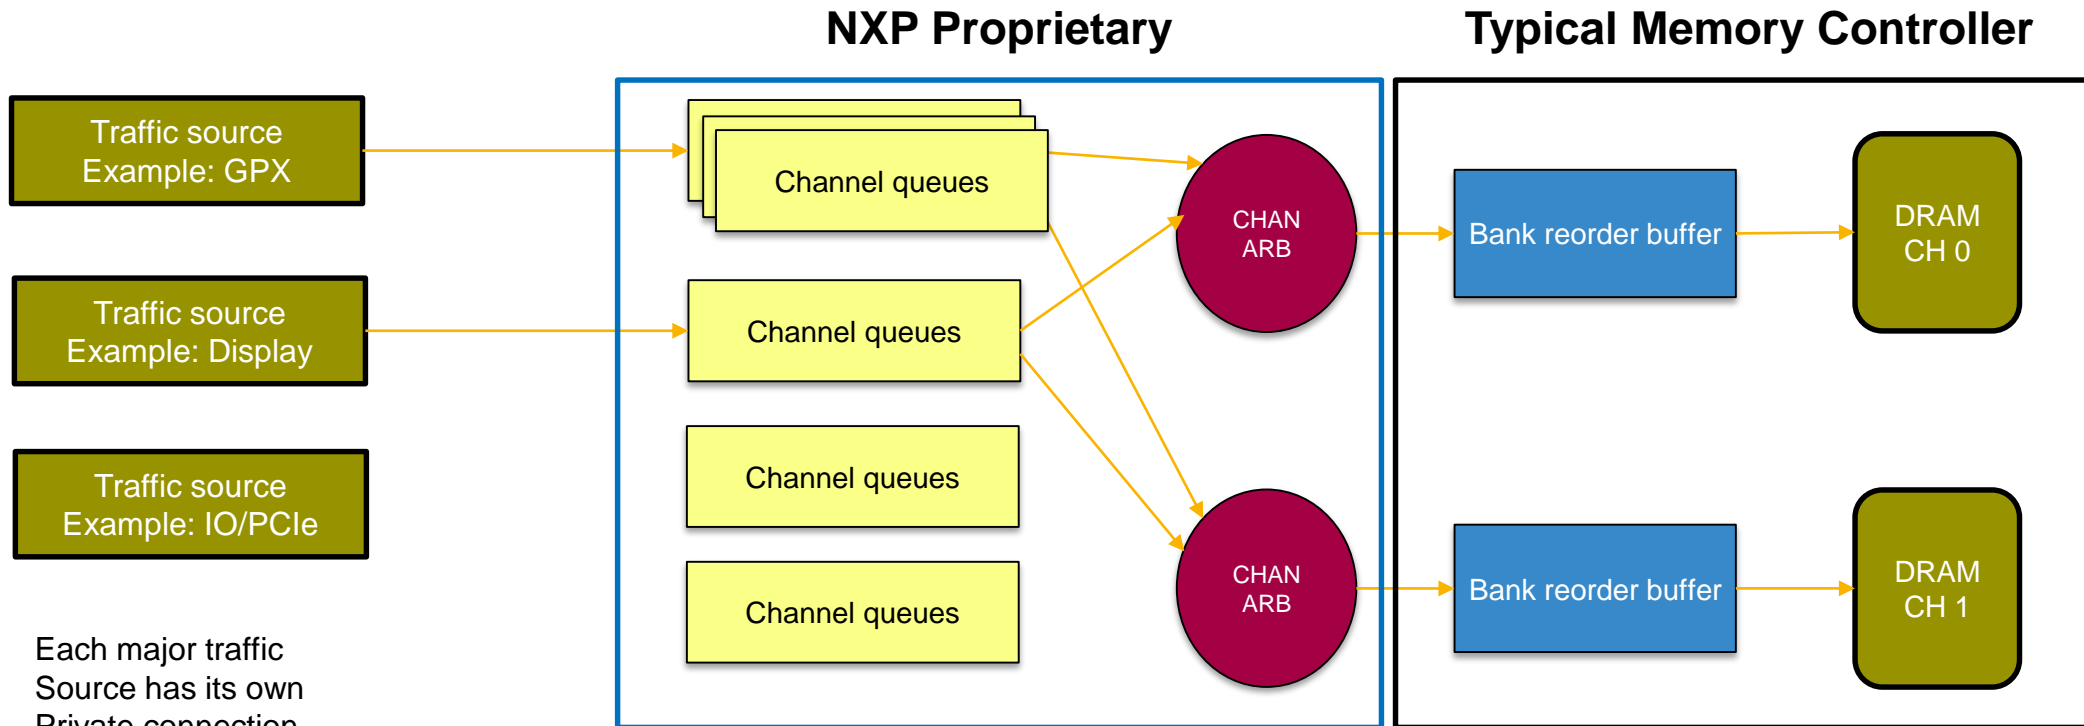 NXP Proprietary
Typical Memory Controller
Traffic source
Example: GPX
Channel queues
CHAN
ARB
Bank reorder buffer
DRAM
CH 0
Traffic source
Example: Display
Channel queues
Traffic source
Example: IO/PCIe
Channel queues
Channel queues
CHAN
ARB
Bank reorder buffer
DRAM
CH 1
Each major traffic
Source has its own
Private connection